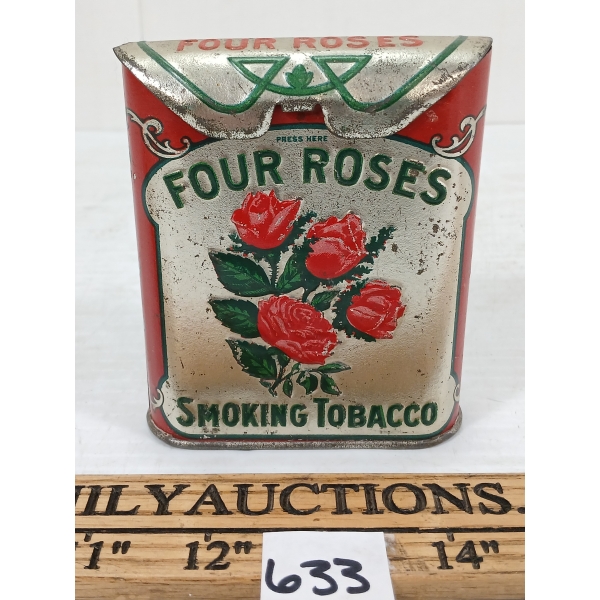 FOUR ROSES
PRESS HERE
FOUR ROSES
SMOKING TOBACCO
ILYAUCTIONS.
1" 12" 14"
633